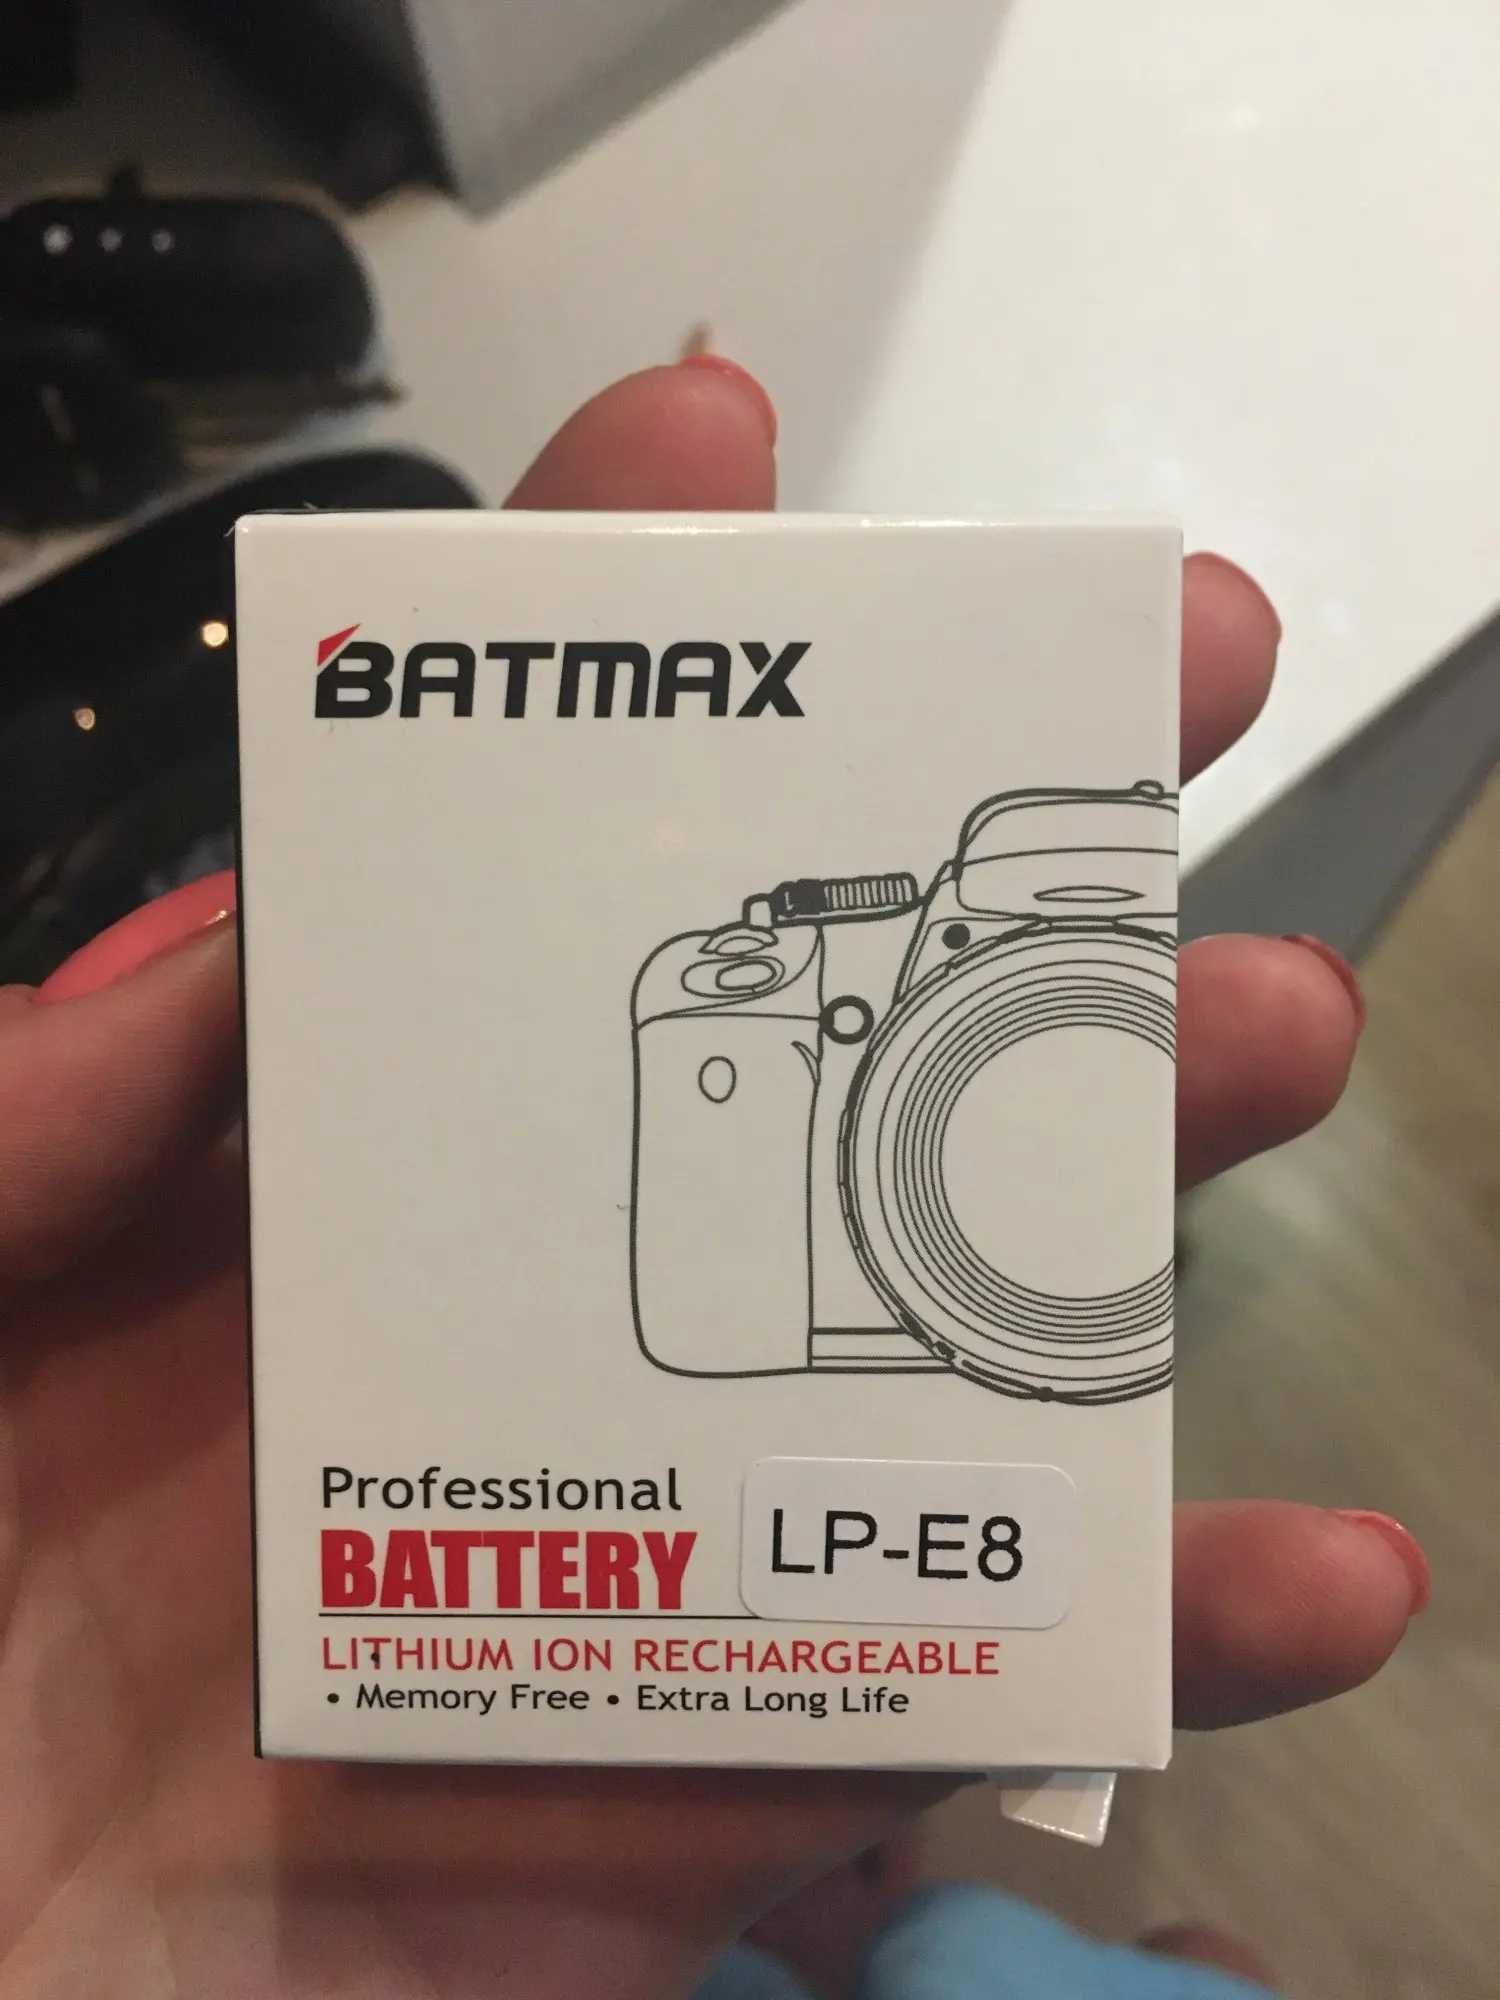 BATMAX
Professional
BATTERY
LP-E8
LITHIUM ION RECHARGEABLE
• Memory Free • Extra Long Life